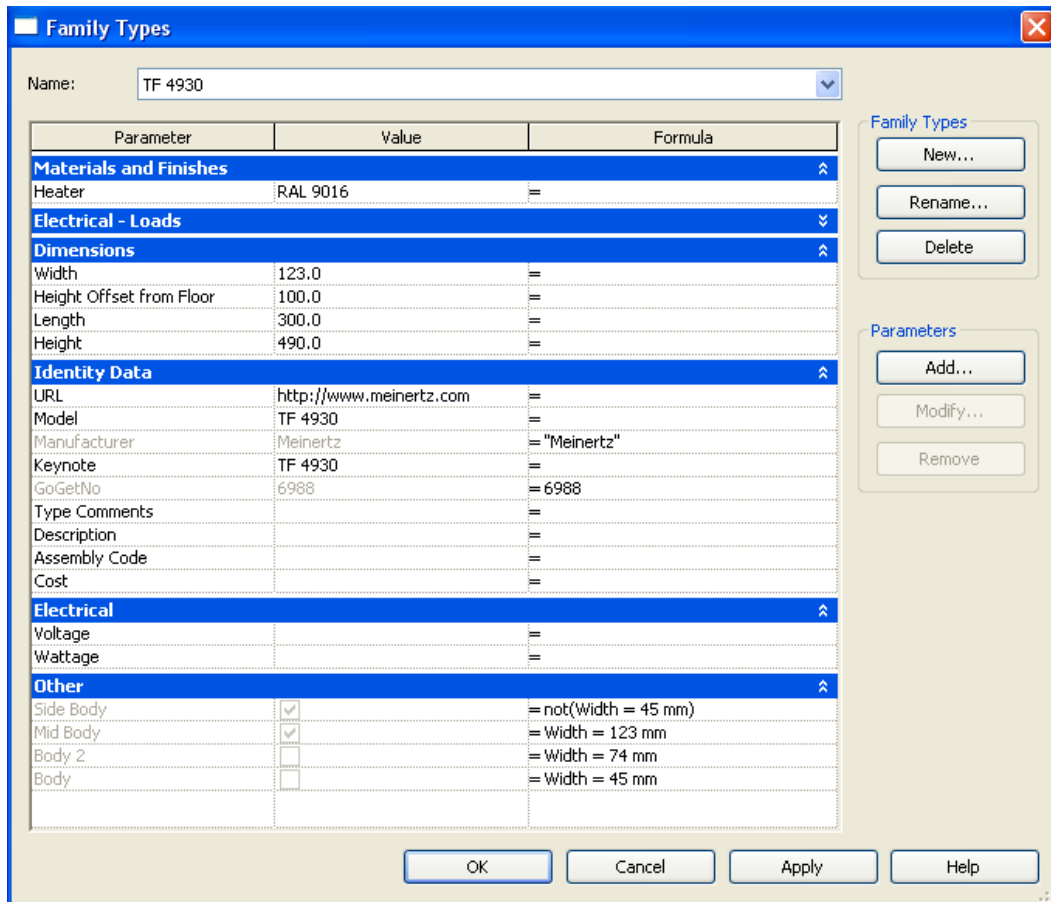 Family Types
Name: TF 4930
Parameter Value Formula
Materials and Finishes
Heater RAL 9016 =
Electrical - Loads
Dimensions
Width 123.0 =
Height Offset from Floor 100.0 =
Length 300.0 =
Height 490.0 =
Identity Data
URL http://www.meinertz.com =
Model TF 4930 =
Manufacturer Meinertz = "Meinertz"
Keynote TF 4930 =
GoGetNo 6988 = 6988
Type Comments =
Description =
Assembly Code =
Cost =
Electrical
Voltage =
Wattage =
Other
Side Body = not(Width = 45 mm)
Mid Body = Width = 123 mm
Body 2 = Width = 74 mm
Body = Width = 45 mm
Family Types
New...
Rename...
Delete
Parameters
Add...
Modify...
Remove
OK Cancel Apply Help